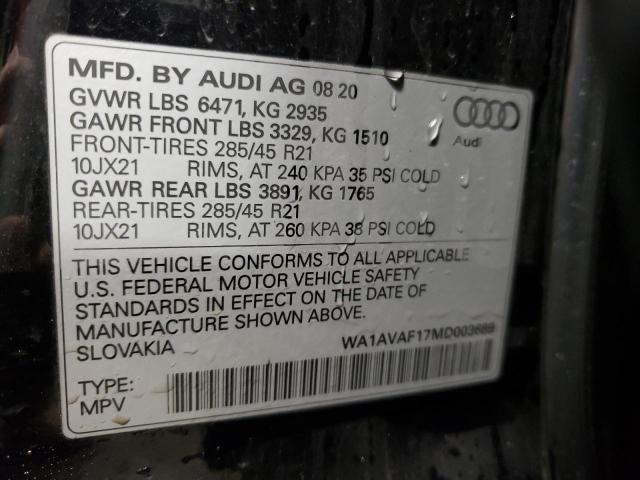 MFD. BY AUDI AG 08 20
GVWR LBS 6471, KG 2935
GAWR FRONT LBS 3329, KG 1510
FRONT-TIRES 285/45 R21
10JX21 RIMS, AT 240 KPA 35 PSI COLD
GAWR REAR LBS 3891, KG 1765
REAR-TIRES 285/45 R21
10JX21 RIMS, AT 260 KPA 38 PSI COLD
Audi
THIS VEHICLE CONFORMS TO ALL APPLICABLE
U.S. FEDERAL MOTOR VEHICLE SAFETY
STANDARDS IN EFFECT ON THE DATE OF
MANUFACTURE SHOWN ABOVE.
SLOVAKIA
WA1AVAF17MD003689
TYPE:
MPV